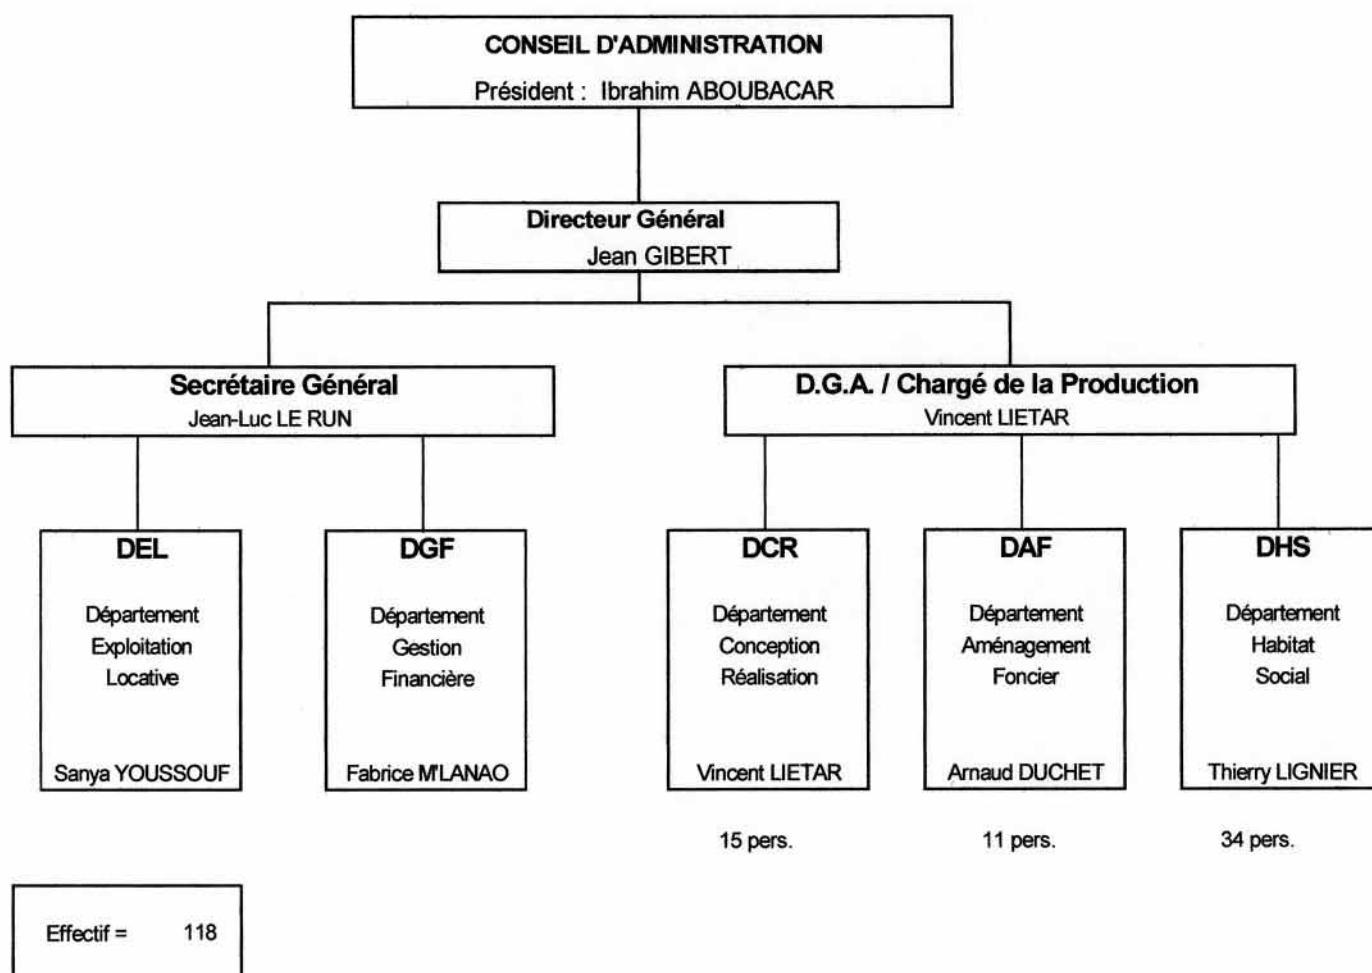 CONSEIL D'ADMINISTRATION
Président : Ibrahim ABOUBACAR
Directeur Général
Jean GIBERT
Secrétaire Général
Jean-Luc LE RUN
D.G.A. / Chargé de la Production
Vincent LIETAR
DEL
Département
Exploitation
Locative
Sanya YOUSSOUF
DGF
Département
Gestion
Financière
Fabrice M'LANAO
DCR
Département
Conception
Réalisation
Vincent LIETAR
15 pers.
DAF
Département
Aménagement
Foncier
Arnaud DUCHET
11 pers.
DHS
Département
Habitat
Social
Thierry LIGNIER
34 pers.
Effectif = 118